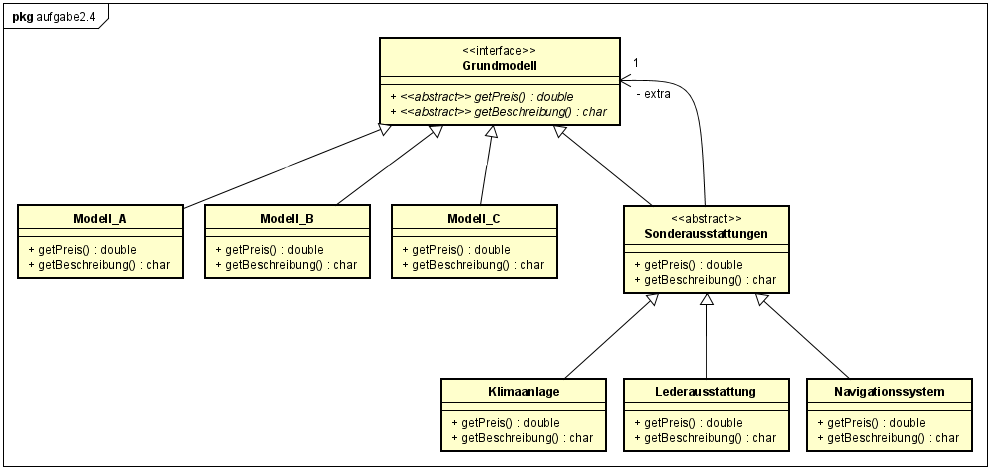 pkg aufgabe2.4
<<interface>>
Grundmodell
+ <<abstract>> getPreis() : double
+ <<abstract>> getBeschreibung() : char
1
- extra
Modell_A
+ getPreis() : double
+ getBeschreibung() : char
Modell_B
+ getPreis() : double
+ getBeschreibung() : char
Modell_C
+ getPreis() : double
+ getBeschreibung() : char
<<abstract>>
Sonderausstattungen
+ getPreis() : double
+ getBeschreibung() : char
Klimaanlage
+ getPreis() : double
+ getBeschreibung() : char
Lederausstattung
+ getPreis() : double
+ getBeschreibung() : char
Navigationssystem
+ getPreis() : double
+ getBeschreibung() : char